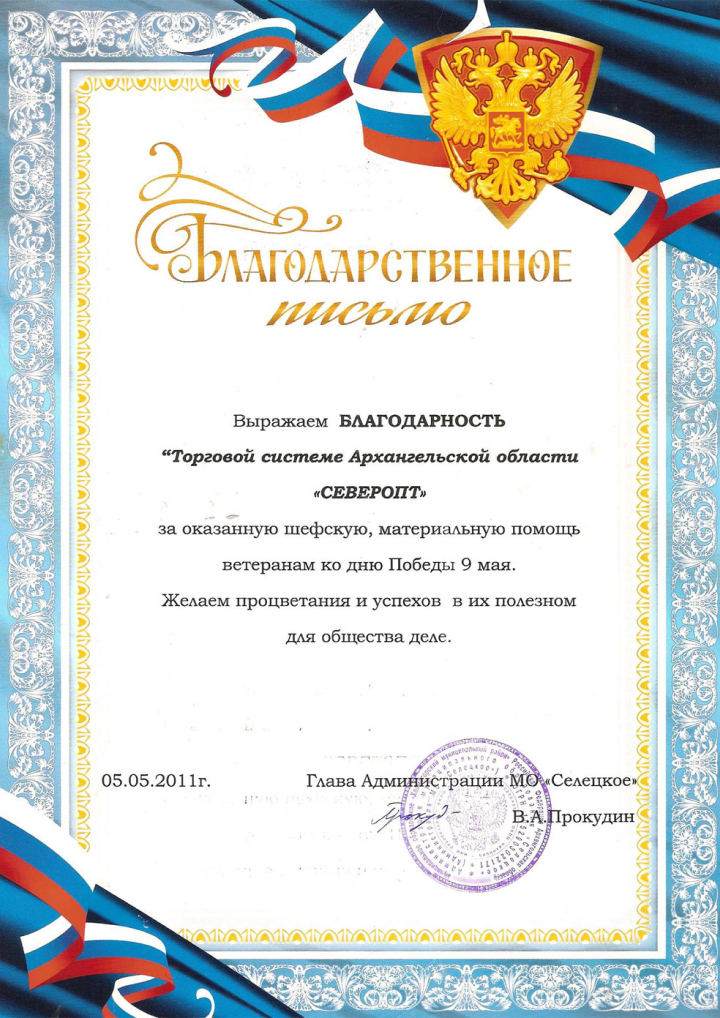 Благодарственное
письмо
Выражаем БЛАГОДАРНОСТЬ
“Торговой системе Архангельской области
«СЕВЕРОПТ»
за оказанную шефскую, материальную помощь
ветеранам ко дню Победы 9 мая.
Желаем процветания и успехов в их полезном
для общества деле.
05.05.2011г. Глава Администрации МО «Селецкое»
В.А.Прокудин